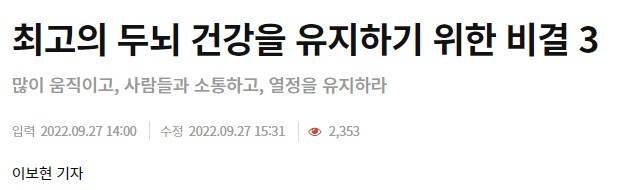 최고의 두뇌 건강을 유지하기 위한 비결 3
많이 움직이고, 사람들과 소통하고, 열정을 유지하라
입력 2022.09.27 14:00 수정 2022.09.27 15:31 2,353
이보현 기자